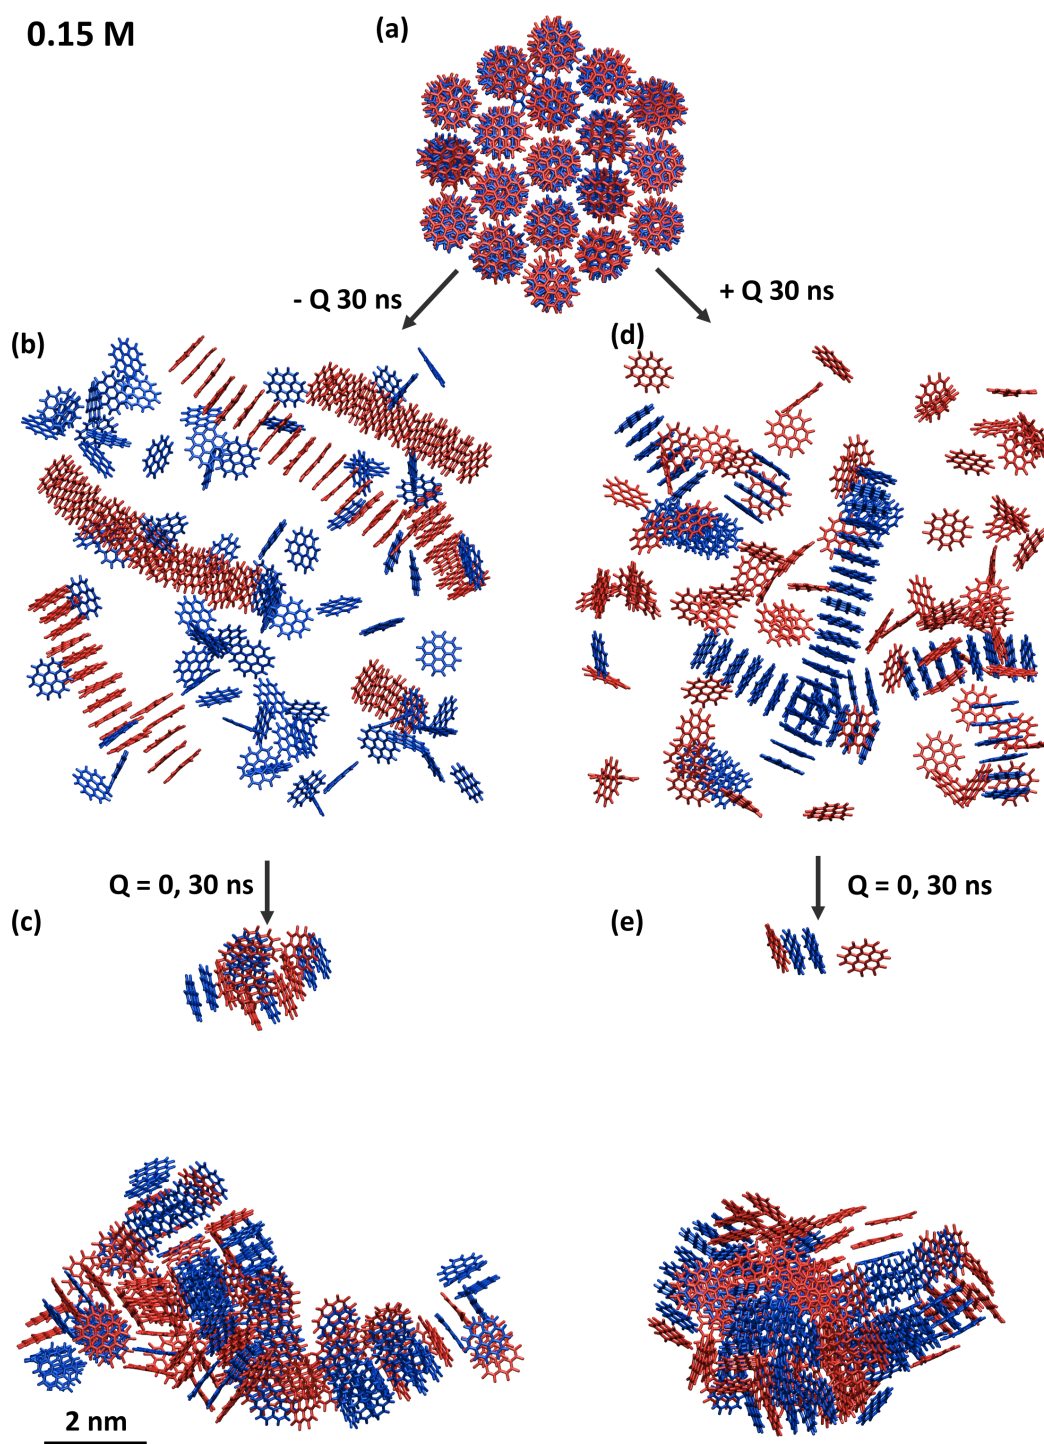 0.15 M
(a)
- Q 30 ns
+ Q 30 ns
(b)
(d)
Q = 0, 30 ns
Q = 0, 30 ns
(c)
(e)
2 nm